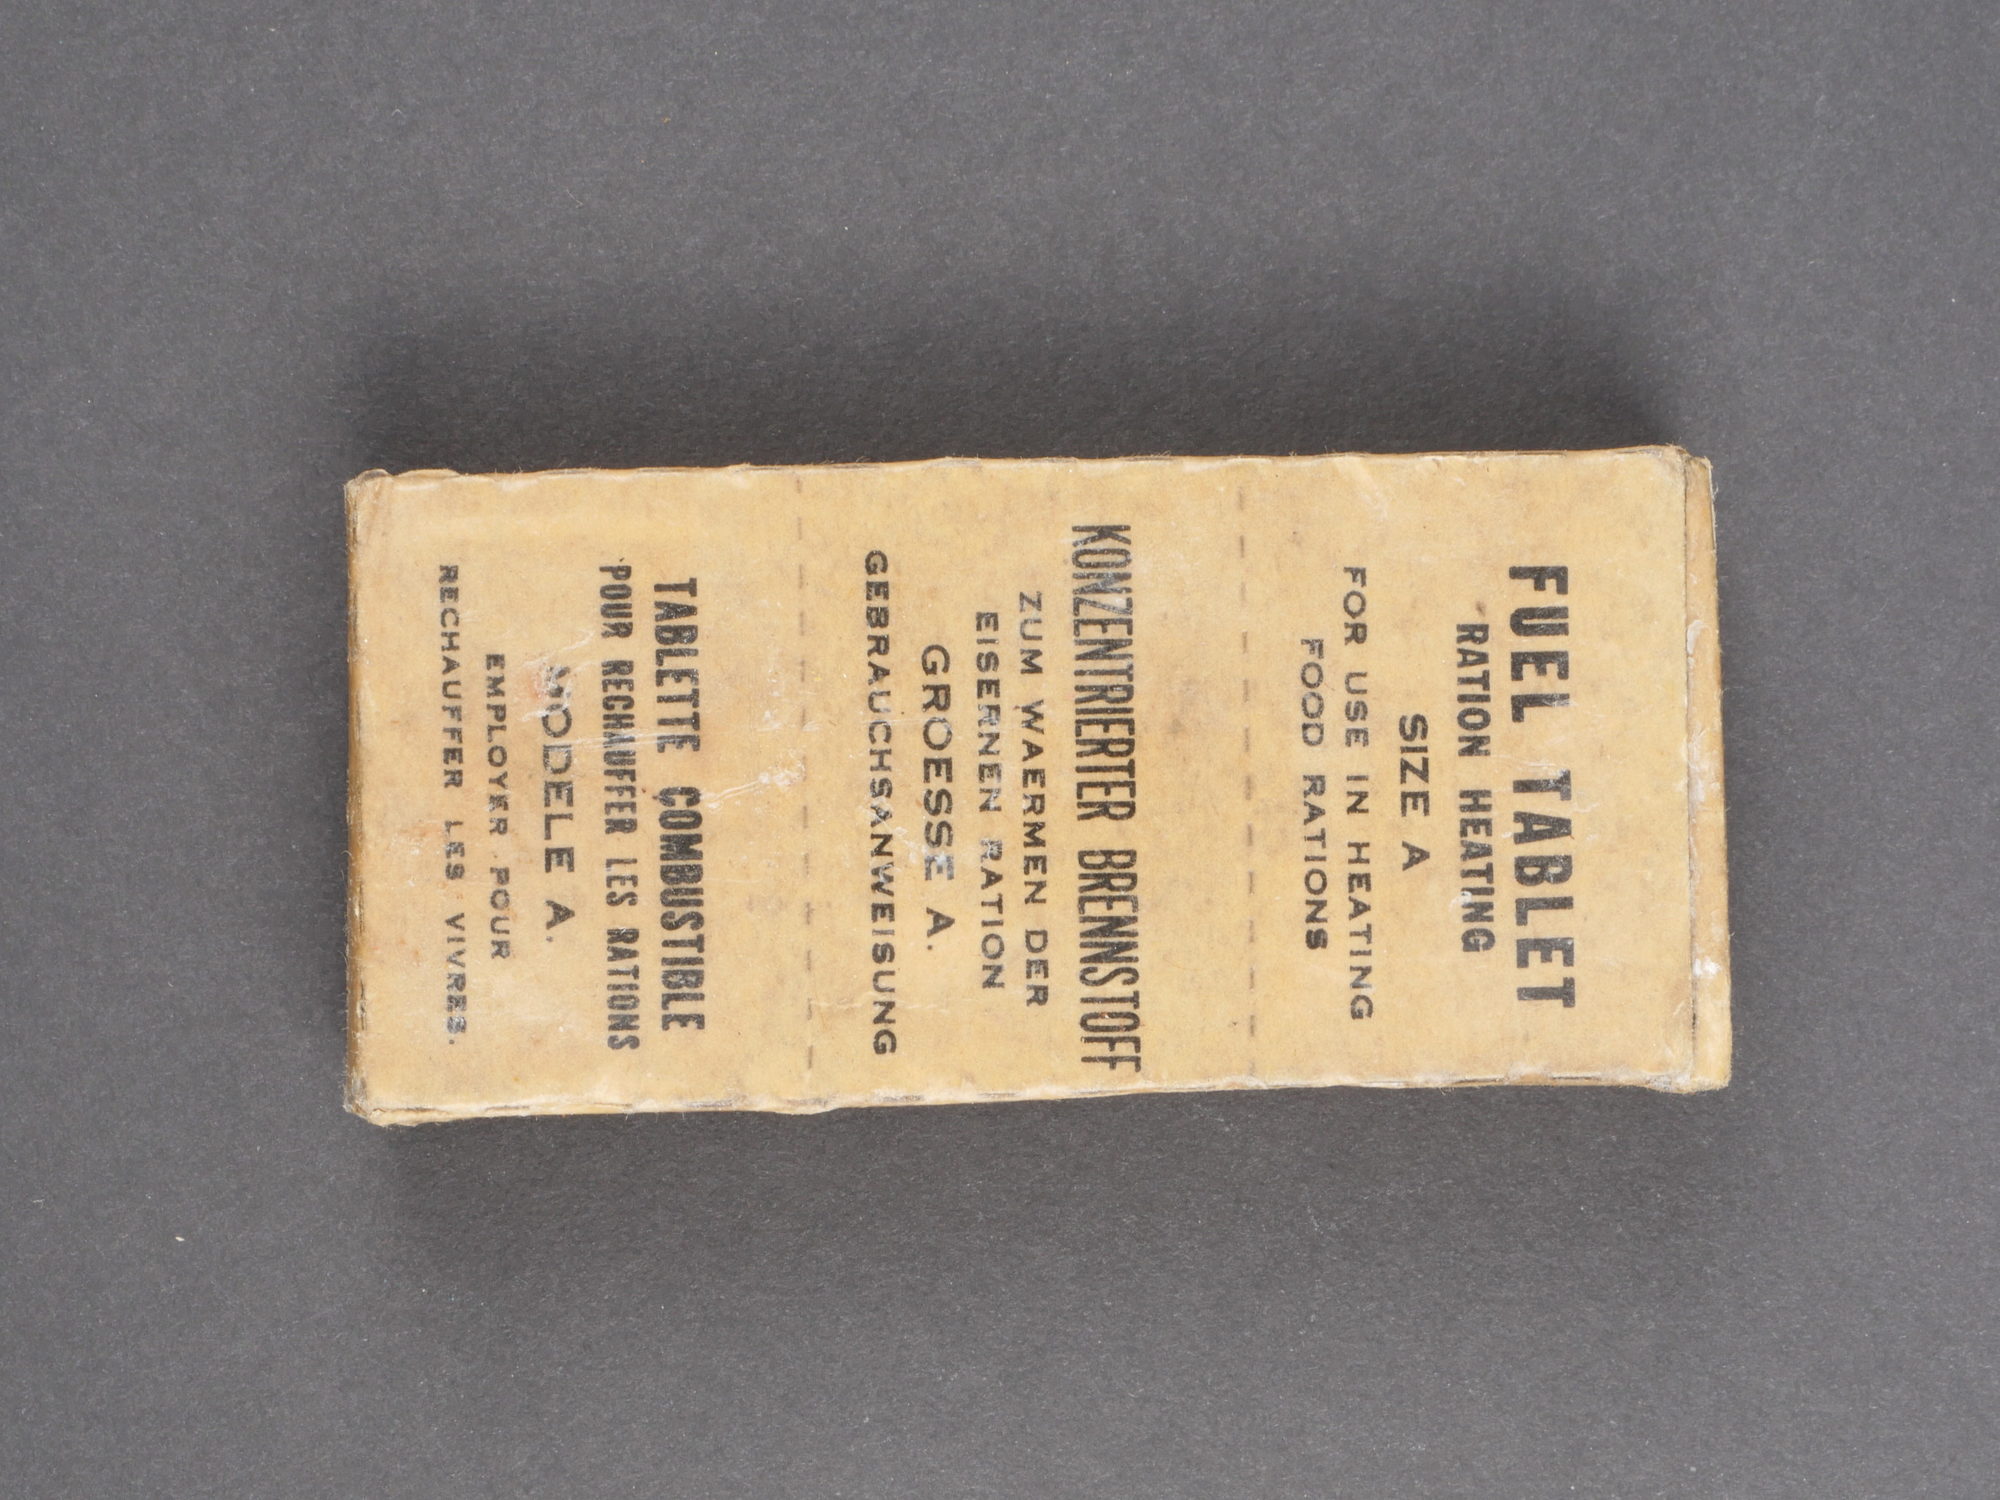 FUEL TABLET
RATION HEATING
SIZE A
FOR USE IN HEATING
FOOD RATIONS
KONZENTRIERTER BRENNSTOFF
ZUM WAERMEN DER
EISERNEN RATION
GROESSE A.
GEBRAUCHSANWEISUNG
TABLETTE COMBUSTIBLE
POUR RECHAUFFER LES RATIONS
MODELE A.
EMPLOYER POUR
RECHAUFFER LES VIVRES.